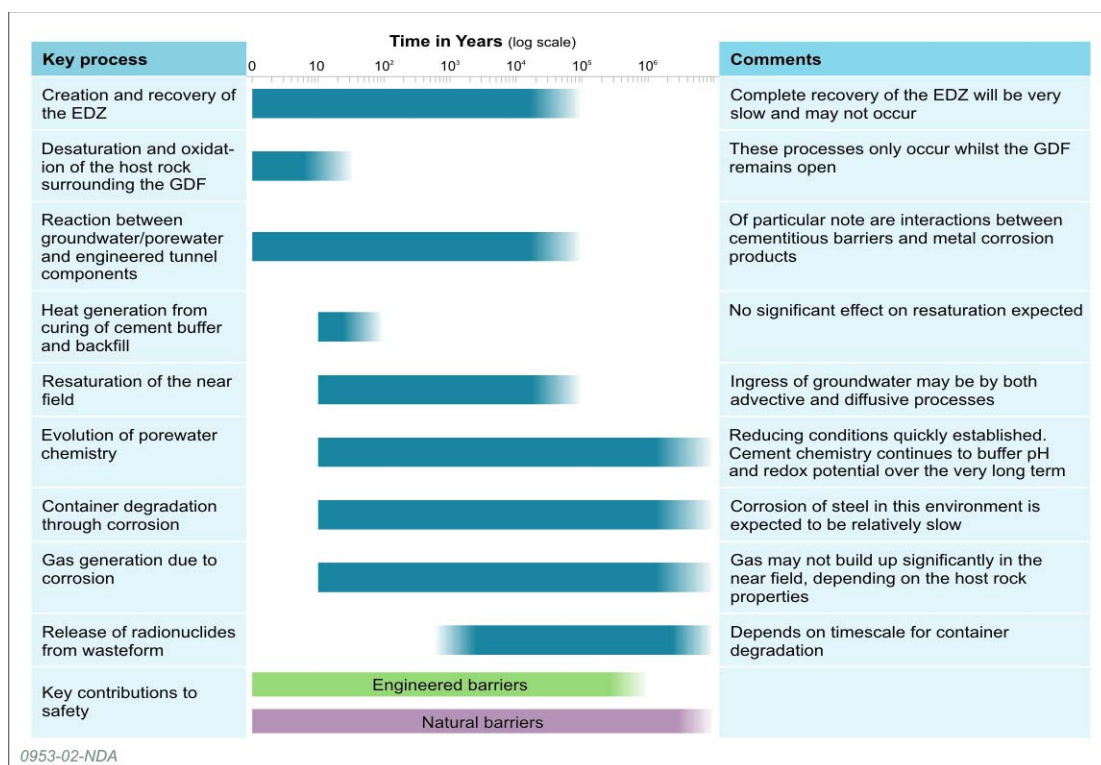 Time in Years (log scale)
Key process
0 10 10² 10³ 10⁴ 10⁵ 10⁶
Comments
Creation and recovery of
the EDZ
Complete recovery of the EDZ will be very
slow and may not occur
Desaturation and oxidat-
ion of the host rock
surrounding the GDF
These processes only occur whilst the GDF
remains open
Reaction between
groundwater/porewater
and engineered tunnel
components
Of particular note are interactions between
cementitious barriers and metal corrosion
products
Heat generation from
curing of cement buffer
and backfill
No significant effect on resaturation expected
Resaturation of the near
field
Ingress of groundwater may be by both
advective and diffusive processes
Evolution of porewater
chemistry
Reducing conditions quickly established.
Cement chemistry continues to buffer pH
and redox potential over the very long term
Container degradation
through corrosion
Corrosion of steel in this environment is
expected to be relatively slow
Gas generation due to
corrosion
Gas may not build up significantly in the
near field, depending on the host rock
properties
Release of radionuclides
from wasteform
Depends on timescale for container
degradation
Key contributions to
safety
Engineered barriers
Natural barriers
0953-02-NDA